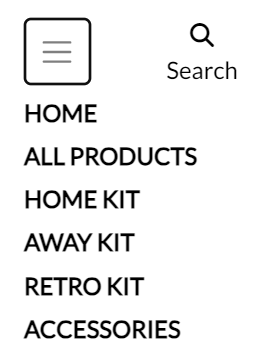 Search
HOME
ALL PRODUCTS
HOME KIT
AWAY KIT
RETRO KIT
ACCESSORIES